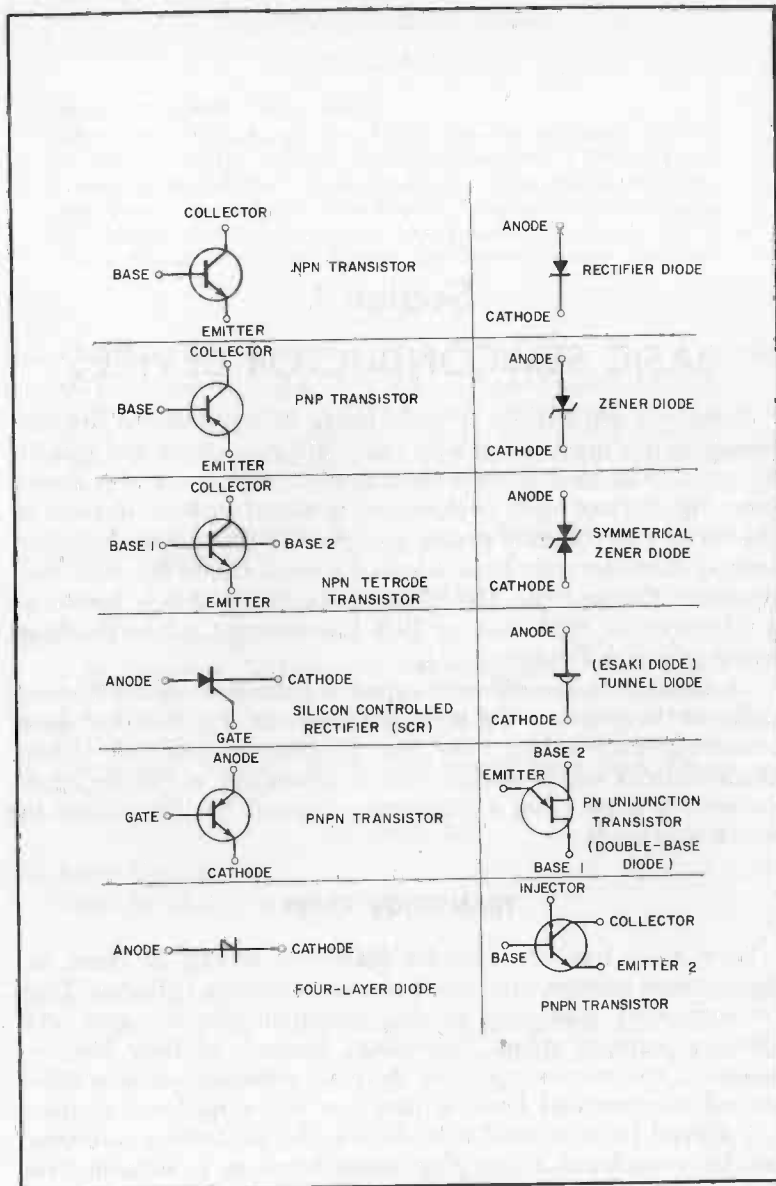 COLLECTOR
BASE
NPN TRANSISTOR
EMITTER
COLLECTOR
BASE
PNP TRANSISTOR
EMITTER
COLLECTOR
BASE 1
BASE 2
EMITTER
NPN TETRODE
TRANSISTOR
ANODE
CATHODE
GATE
SILICON CONTROLLED
RECTIFIER (SCR)
ANODE
GATE
PNPN TRANSISTOR
CATHODE
ANODE
CATHODE
FOUR-LAYER DIODE
ANODE
RECTIFIER DIODE
CATHODE
ANODE
ZENER DIODE
CATHODE
ANODE
SYMMETRICAL
ZENER DIODE
CATHODE
ANODE
(ESAKI DIODE)
TUNNEL DIODE
CATHODE
BASE 2
EMITTER
PN UNIJUNCTION
TRANSISTOR
(DOUBLE-BASE
DIODE)
BASE 1
INJECTOR
COLLECTOR
BASE
EMITTER 2
PNPN TRANSISTOR